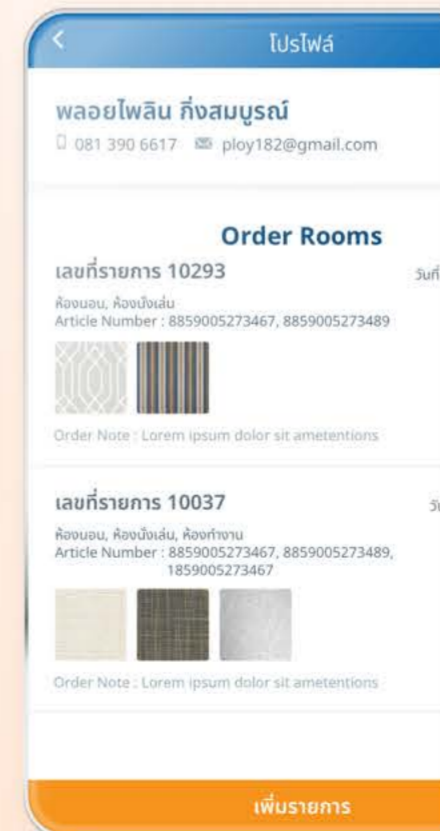 โปรไฟล์
พลอยไพลิน กิ่งสมบูรณ์
081 390 6617 ploy182@gmail.com
Order Rooms
เลขที่รายการ 10293 วันที่
ห้องนอน, ห้องนั่งเล่น
Article Number : 8859005273467, 8859005273489
Order Note : Lorem ipsum dolor sit ametentions
เลขที่รายการ 10037
ห้องนอน, ห้องนั่งเล่น, ห้องทำงาน
Article Number : 8859005273467, 8859005273489,
1859005273467
Order Note : Lorem ipsum dolor sit ametentions
เพิ่มรายการ